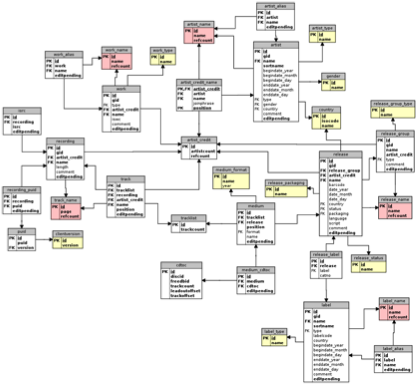 artist_alias
PK id
FK artist
FK name
editpending
artist_name
PK id
name
refcount
artist_type
PK id
name
work_alias
PK id
FK work
FK name
editpending
work_name
PK id
name
refcount
work_type
PK id
name
artist
PK id
gid
FK name
FK sortname
begindate_year
begindate_month
begindate_day
enddate_year
enddate_month
enddate_day
type
gender
country
comment
editpending
gender
PK id
name
work
PK id
gid
FK name
FK artist_credit
type
iswc
comment
editpending
artist_credit_name
PK FK artist_credit
FK artist
FK name
joinphrase
PK position
country
PK id
isocode
name
release_group_type
PK id
name
isrc
PK id
FK recording
isrc
editpending
recording
PK id
gid
FK artist_credit
FK name
length
comment
editpending
artist_credit
PK id
artistcount
refcount
release
PK id
gid
FK release_group
FK artist_credit
FK name
barcode
date_year
date_month
date_day
country
status
packaging
language
script
comment
editpending
release_group
PK id
gid
FK name
FK artist_credit
type
comment
editpending
medium_format
PK id
name
year
release_packaging
PK id
name
recording_puid
PK id
FK recording
FK puid
editpending
track_name
PK id
page
refcount
track
PK id
FK tracklist
FK recording
FK artist_credit
FK name
position
editpending
tracklist
PK id
trackcount
medium
PK id
FK tracklist
FK release
position
format
name
editpending
release_name
PK id
name
refcount
puid
PK id
puid
FK version
clientversion
PK id
version
release_label
PK id
FK release
FK label
catno
release_status
PK id
name
cdtoc
PK id
discid
freedbid
trackcount
leadoutoffset
trackoffset
medium_cdtoc
PK id
FK medium
FK cdtoc
editpending
label
PK id
gid
FK name
FK sortname
type
labelcode
country
begindate_year
begindate_month
begindate_day
enddate_year
enddate_month
enddate_day
comment
editpending
label_name
PK id
name
refcount
label_type
PK id
name
label_alias
PK id
FK label
FK name
editpending